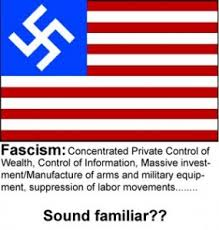 Fascism: Concentrated Private Control of
Wealth, Control of Information, Massive invest-
ment/Manufacture of arms and military equip-
ment, suppression of labor movements........
Sound familiar??